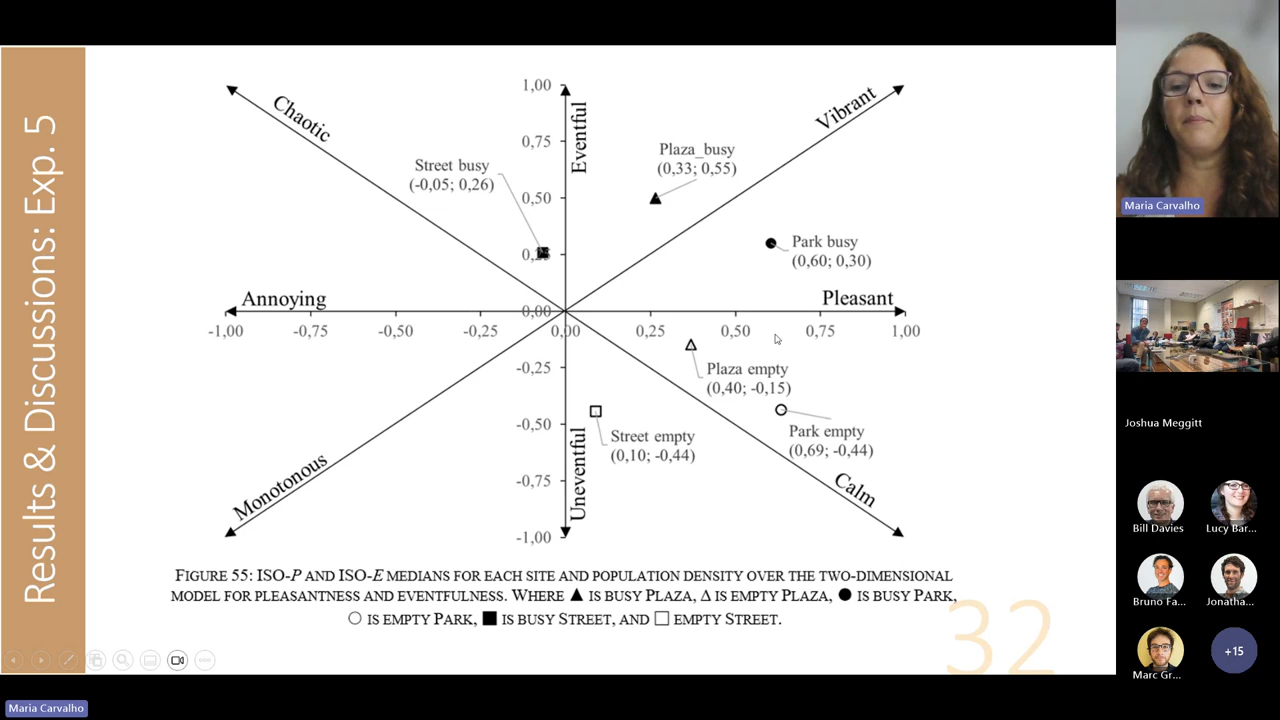 Results & Discussions: Exp. 5
1,00
Chaotic
Eventful
Vibrant
0,75
Plaza_busy
(0,33; 0,55)
Street busy
(-0,05; 0,26)
0,50
Park busy
(0,60; 0,30)
Annoying
0,00
Pleasant
-1,00 -0,75 -0,50 -0,25 0,00 0,25 0,50 0,75 1,00
-0,25
Plaza empty
(0,40; -0,15)
-0,50
Street empty
(0,10; -0,44)
Park empty
(0,69; -0,44)
Monotonous
-0,75
Uneventful
Calm
-1,00
FIGURE 55: ISO-P AND ISO-E MEDIANS FOR EACH SITE AND POPULATION DENSITY OVER THE TWO-DIMENSIONAL
MODEL FOR PLEASANTNESS AND EVENTFULNESS. WHERE ▲ IS BUSY PLAZA, Δ IS EMPTY PLAZA, ● IS BUSY PARK,
○ IS EMPTY PARK, ■ IS BUSY STREET, AND □ EMPTY STREET.
32
Maria Carvalho
Maria Carvalho
Joshua Meggitt
Bill Davies
Lucy Bar...
Bruno Fa...
Jonatha...
Marc Gr...
+15